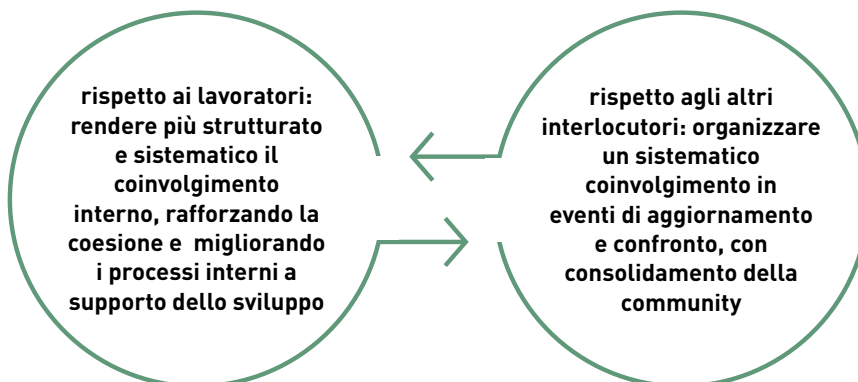 rispetto ai lavoratori:
rendere più strutturato
e sistematico il
coinvolgimento
interno, rafforzando la
coesione e  migliorando
i processi interni a
supporto dello sviluppo
rispetto agli altri
interlocutori: organizzare
un sistematico
coinvolgimento in
eventi di aggiornamento
e confronto, con
consolidamento della
community